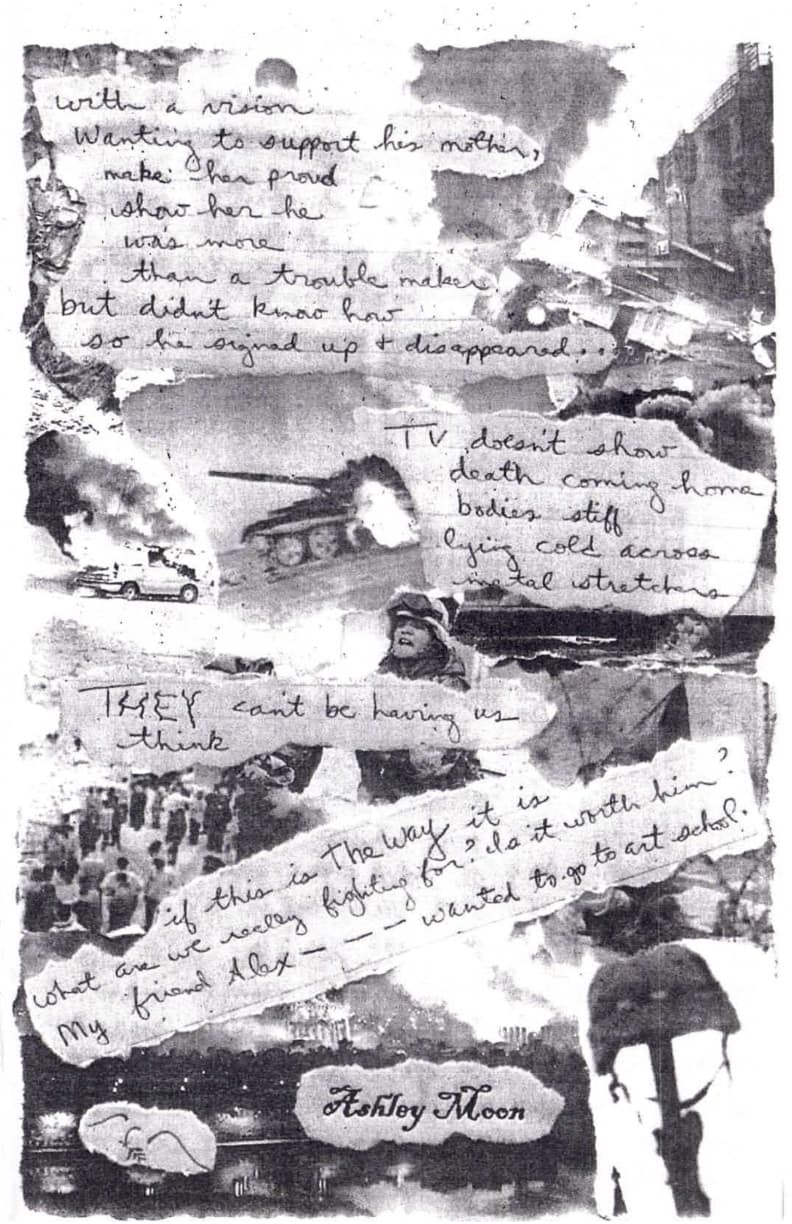 with a vision
Wanting to support his mother,
make her proud
show her he
was more
than a trouble maker
but didn't know how
so he signed up + disappeared...
TV doesn't show
death coming home
bodies stiff
lying cold across
metal stretchers
THEY can't be having us
think
if this is The Way it is
what are we really fighting for? Is it worth him?
My friend Alex - - - - wanted to go to art school.
Ashley Moon